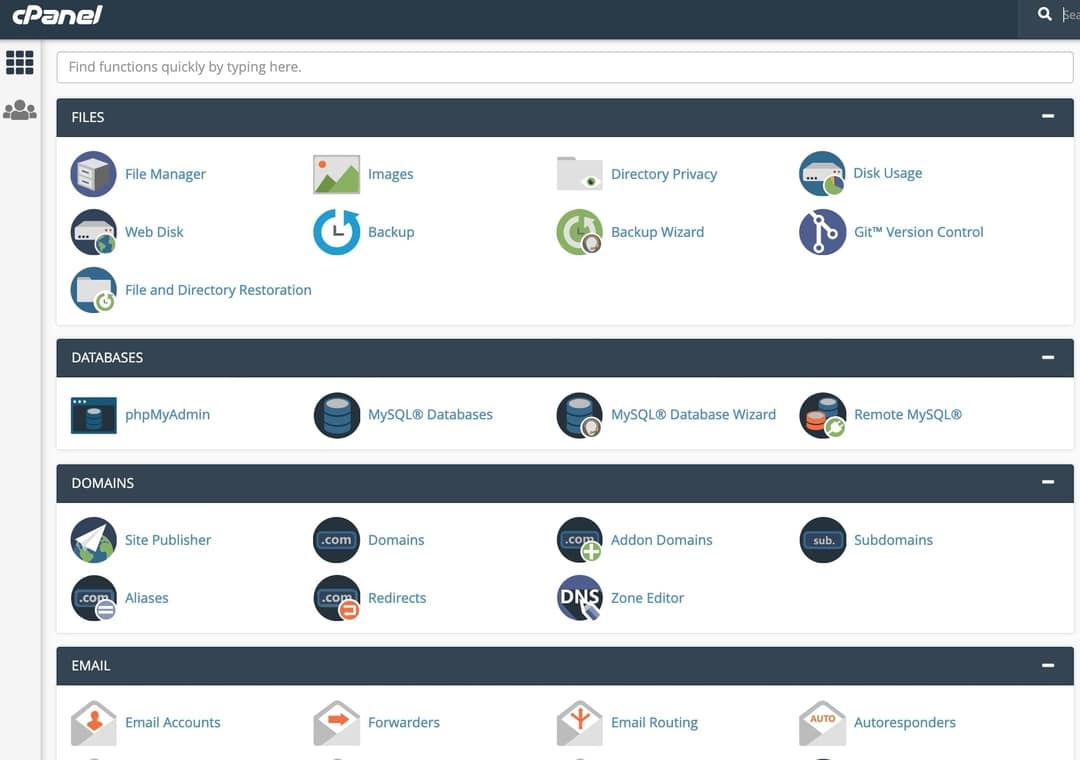 cPanel
Sea
Find functions quickly by typing here.
FILES
File Manager
Images
Directory Privacy
Disk Usage
Web Disk
Backup
Backup Wizard
Git™ Version Control
File and Directory Restoration
DATABASES
phpMyAdmin
MySQL® Databases
MySQL® Database Wizard
Remote MySQL®
DOMAINS
Site Publisher
.com
Domains
.com
Addon Domains
sub.
Subdomains
.com
Aliases
.com
Redirects
DNS
Zone Editor
EMAIL
Email Accounts
Forwarders
Email Routing
AUTO
Autoresponders